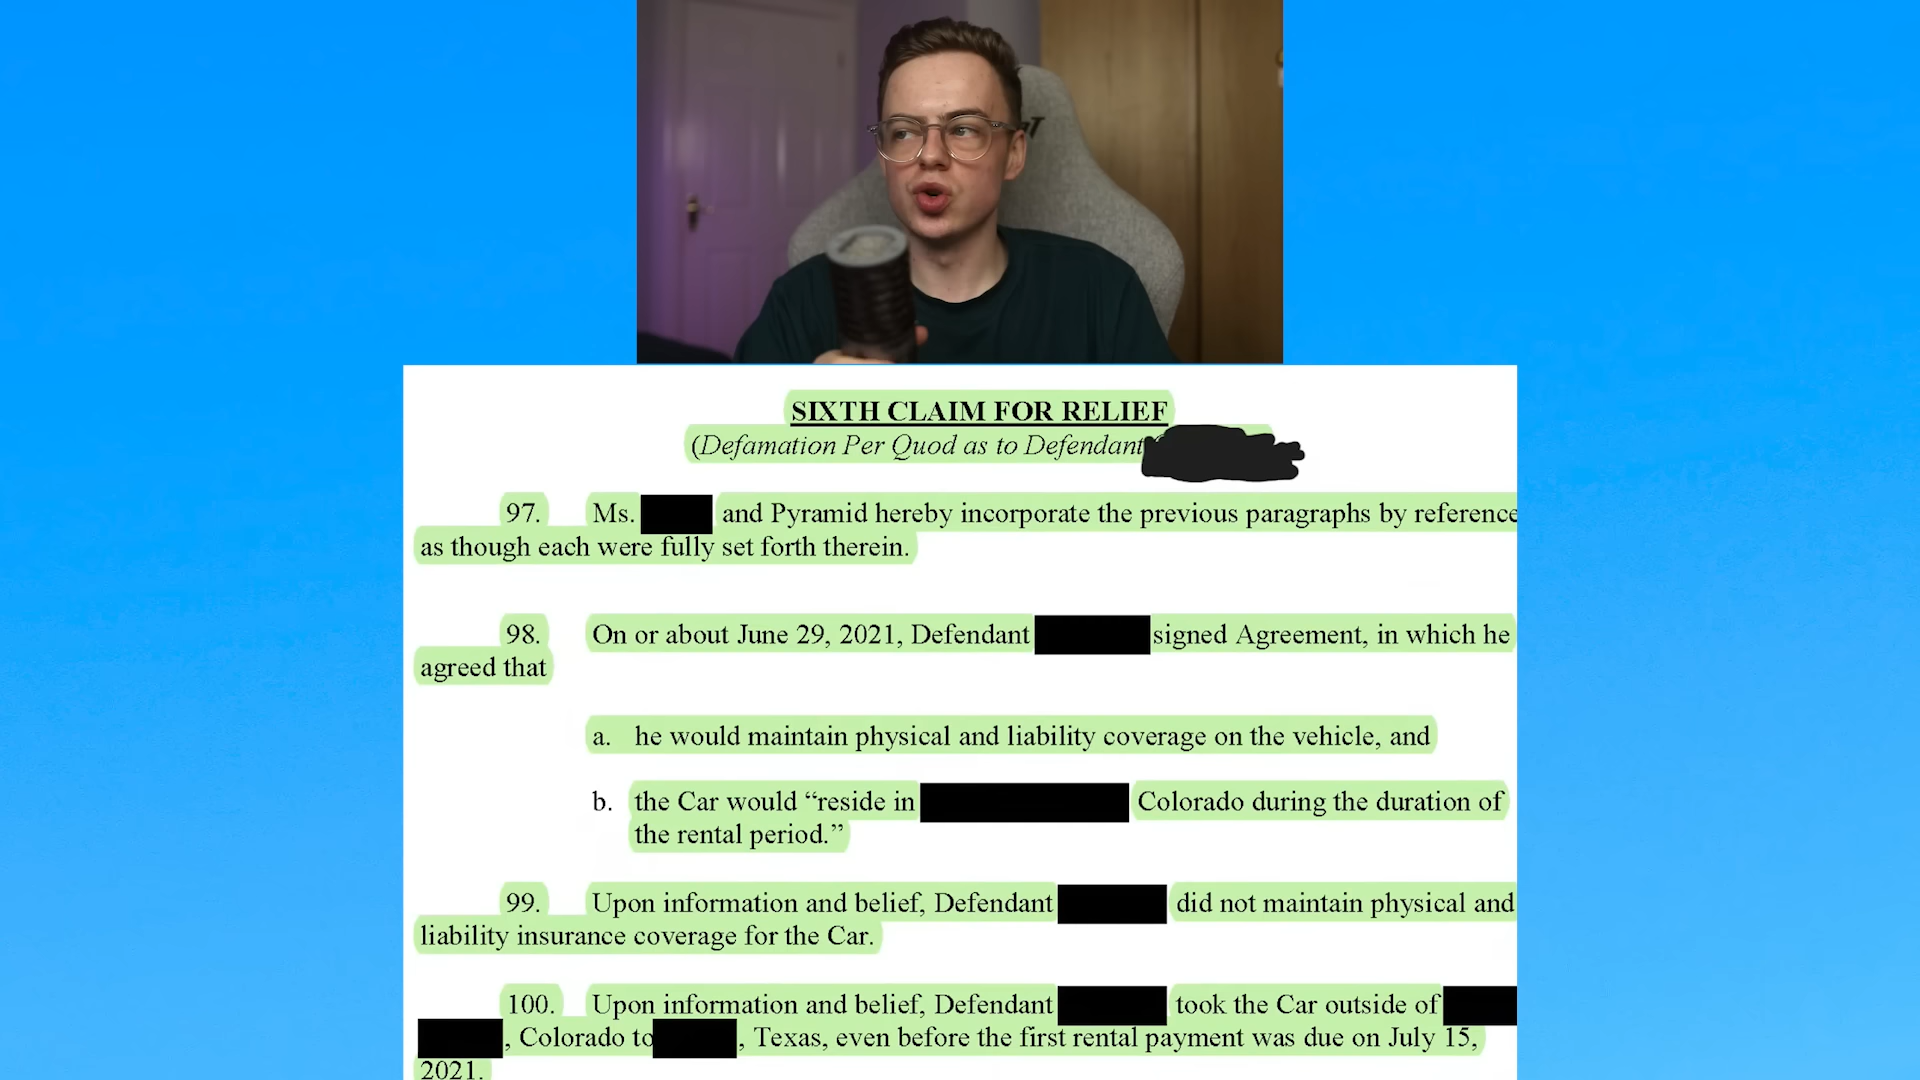 SIXTH CLAIM FOR RELIEF
(Defamation Per Quod as to Defendant
97. Ms. and Pyramid hereby incorporate the previous paragraphs by reference
as though each were fully set forth therein.
98. On or about June 29, 2021, Defendant signed Agreement, in which he
agreed that
a. he would maintain physical and liability coverage on the vehicle, and
b. the Car would “reside in Colorado during the duration of
the rental period.”
99. Upon information and belief, Defendant did not maintain physical and
liability insurance coverage for the Car.
100. Upon information and belief, Defendant took the Car outside of
, Colorado to , Texas, even before the first rental payment was due on July 15,
2021.